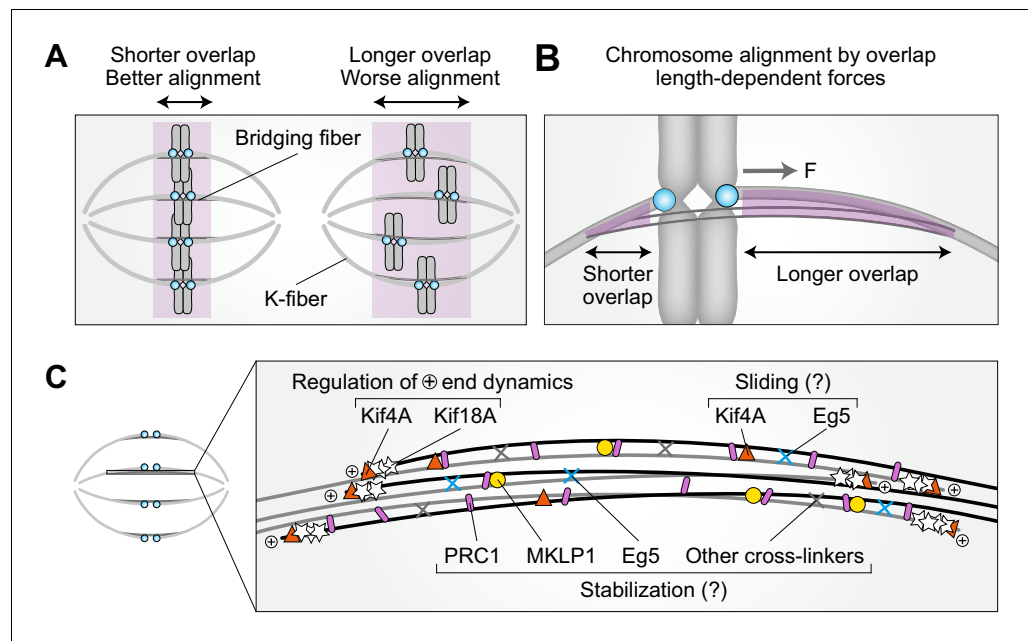 A
Shorter overlap
Better alignment
Longer overlap
Worse alignment
Bridging fiber
K-fiber
B
Chromosome alignment by overlap
length-dependent forces
F
Shorter
overlap
Longer overlap
C
Regulation of ⊕ end dynamics
Kif4A
Kif18A
Sliding (?)
Kif4A
Eg5
⊕
⊕
⊕
⊕
⊕
⊕
PRC1
MKLP1
Eg5
Other cross-linkers
Stabilization (?)